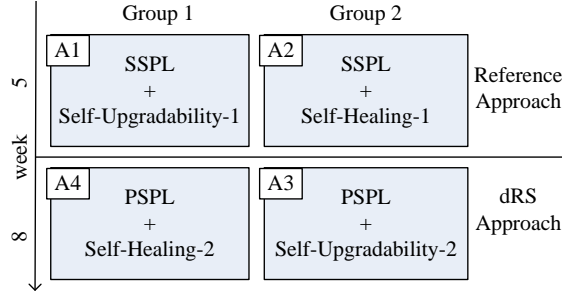 Group 1 Group 2
A1 A2
SSPL SSPL
5 + + Reference Approach
Self-Upgradability-1 Self-Healing-1
week
A4 A3
PSPL PSPL
8 + + dRS Approach
Self-Healing-2 Self-Upgradability-2